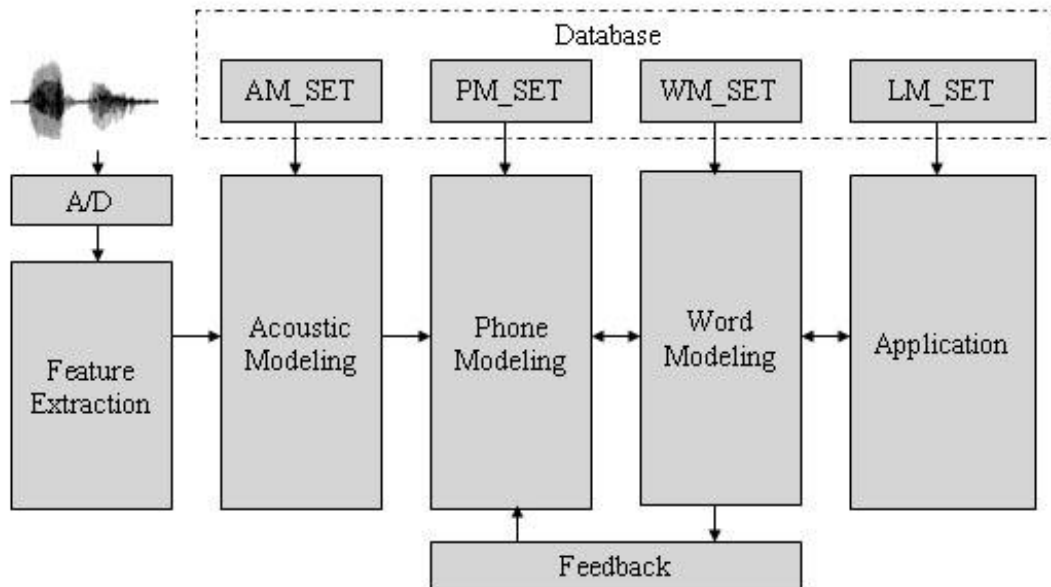 Database
AM_SET
PM_SET
WM_SET
LM_SET
A/D
Feature
Extraction
Acoustic
Modeling
Phone
Modeling
Word
Modeling
Application
Feedback